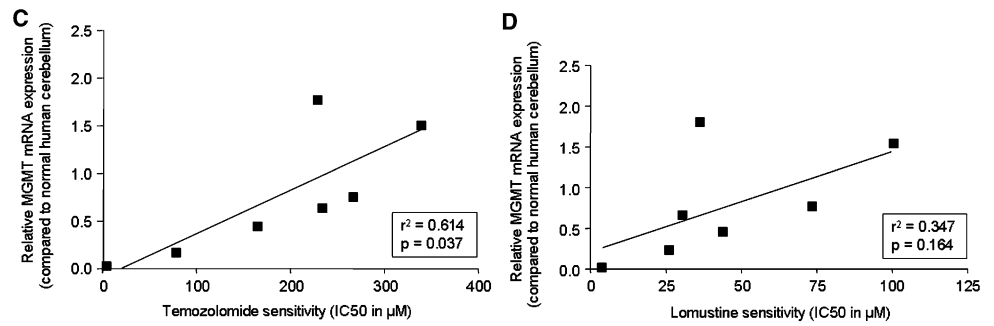 C
Relative MGMT mRNA expression
(compared to normal human cerebellum)
2.5
2.0
1.5
1.0
0.5
0.0
0
100
200
300
400
r² = 0.614
p = 0.037
Temozolomide sensitivity (IC50 in µM)
D
Relative MGMT mRNA expression
(compared to normal human cerebellum)
2.5
2.0
1.5
1.0
0.5
0.0
0
25
50
75
100
125
r² = 0.347
p = 0.164
Lomustine sensitivity (IC50 in µM)